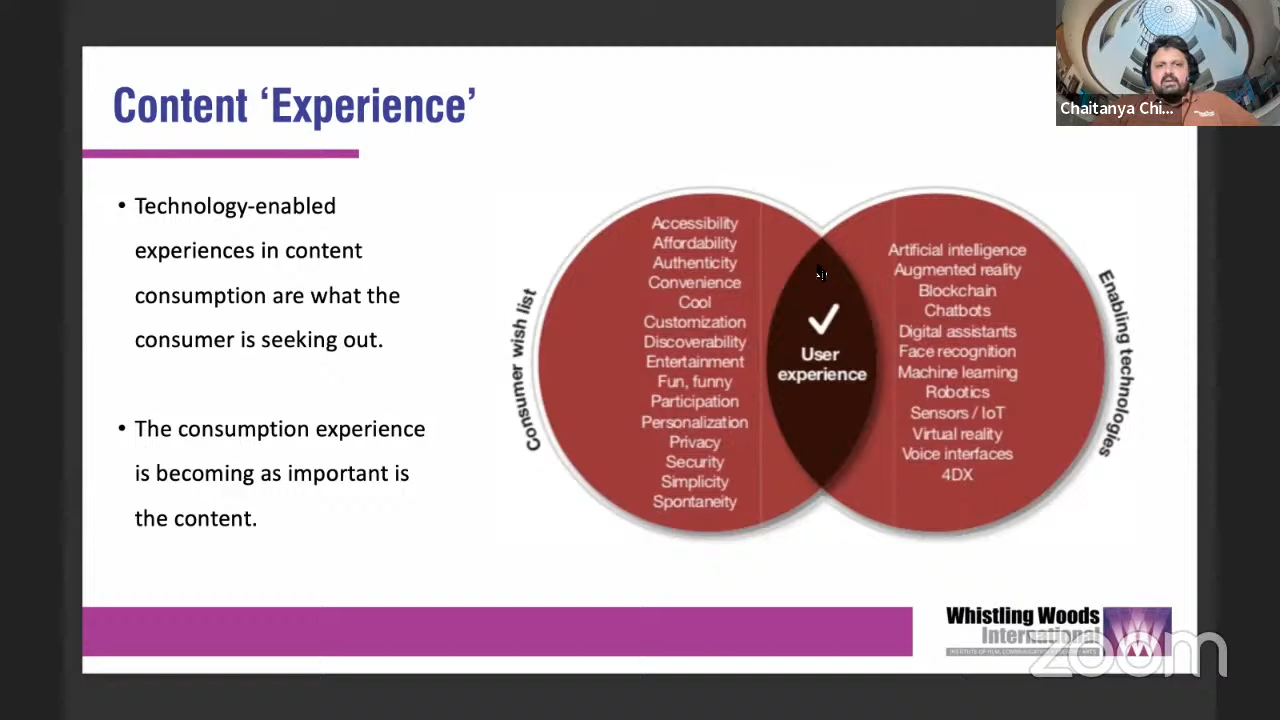 Content ‘Experience’
Chaitanya Chi...
• Technology-enabled
experiences in content
consumption are what the
consumer is seeking out.
• The consumption experience
is becoming as important is
the content.
Consumer wish list
Accessibility
Affordability
Authenticity
Convenience
Cool
Customization
Discoverability
Entertainment
Fun, funny
Participation
Personalization
Privacy
Security
Simplicity
Spontaneity
User
experience
Artificial intelligence
Augmented reality
Blockchain
Chatbots
Digital assistants
Face recognition
Machine learning
Robotics
Sensors / IoT
Virtual reality
Voice interfaces
4DX
Enabling technologies
Whistling Woods
International
zoom